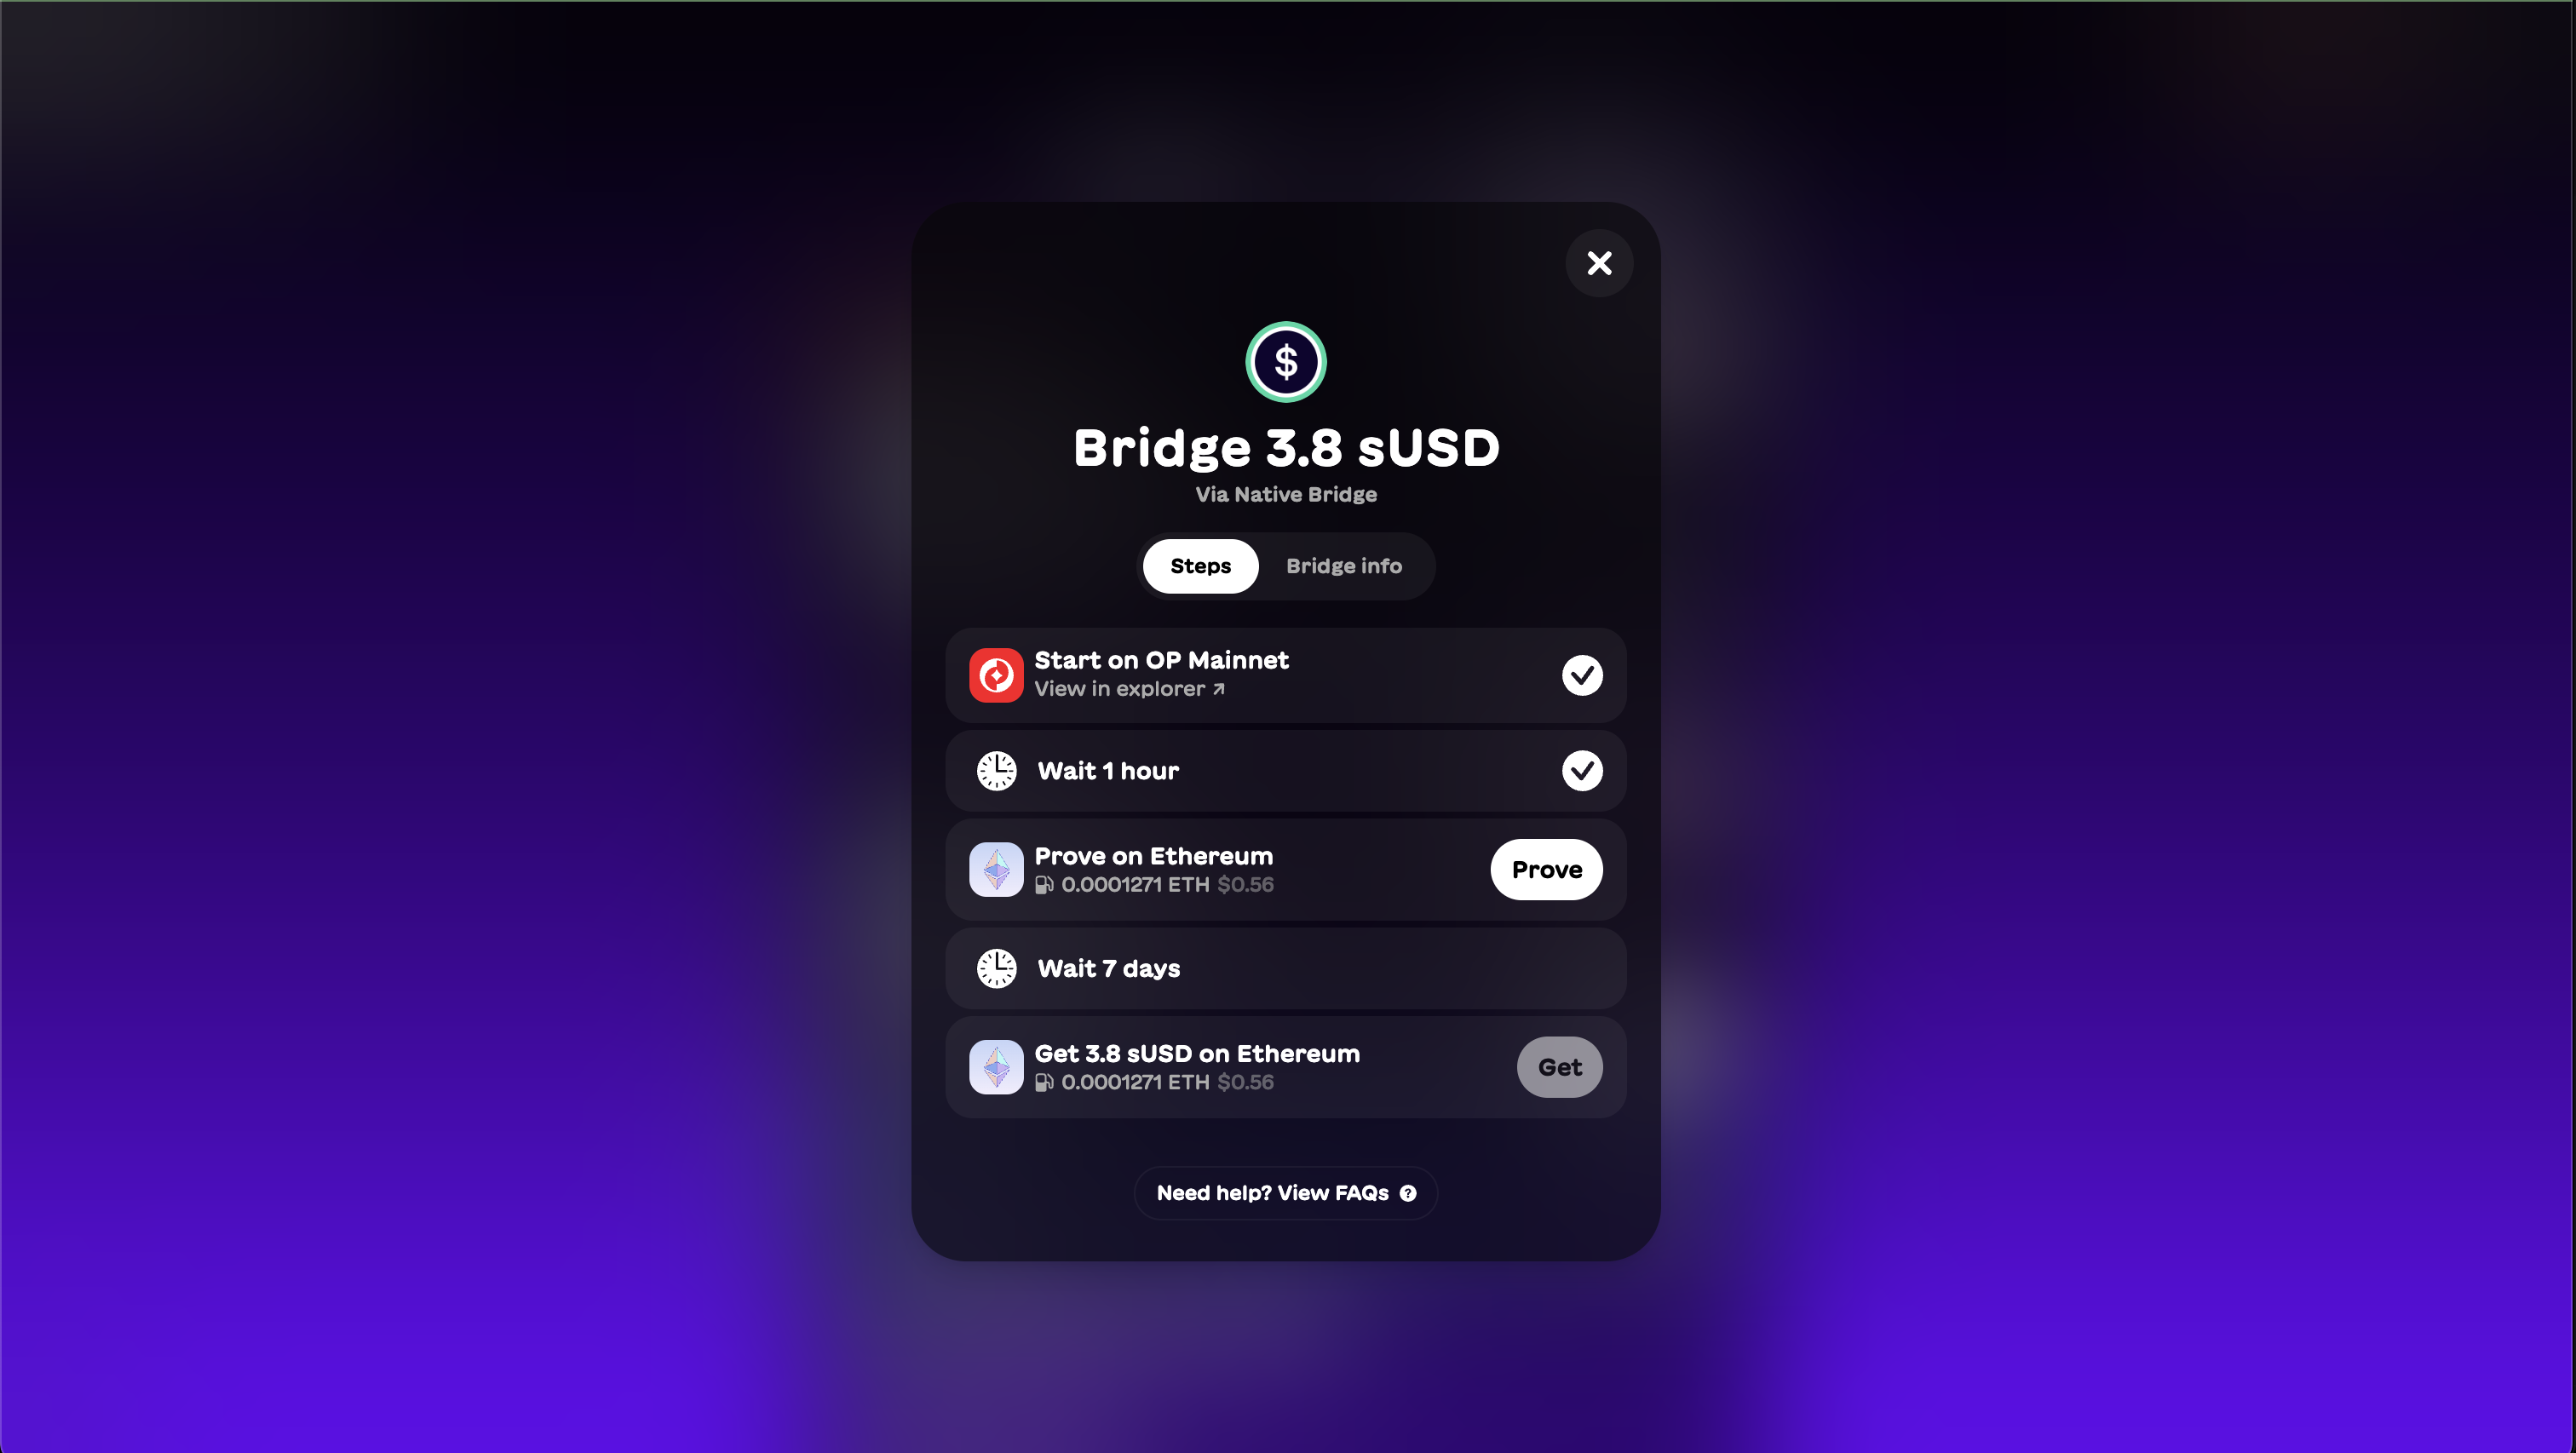 $
Bridge 3.8 sUSD
Via Native Bridge
Steps
Bridge info
Start on OP Mainnet
View in explorer ↗
Wait 1 hour
Prove on Ethereum
0.0001271 ETH $0.56
Prove
Wait 7 days
Get 3.8 sUSD on Ethereum
0.0001271 ETH $0.56
Get
Need help? View FAQs ?